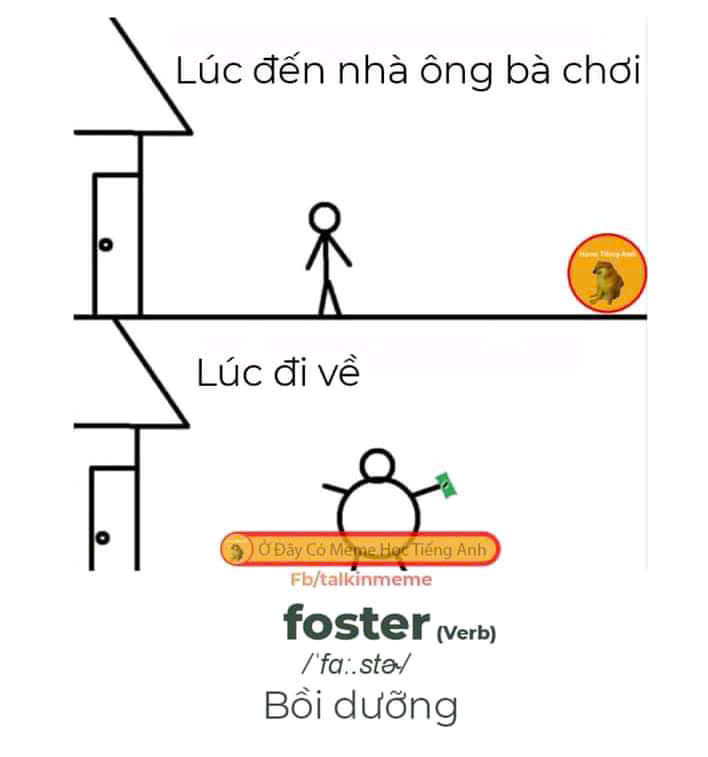 Lúc đến nhà ông bà chơi
Meme Tiếng Anh
Lúc đi về
Ở Đây Có Meme Học Tiếng Anh
Fb/talkinmeme
foster (Verb)
/ˈfɑː.stɚ/
Bồi dưỡng